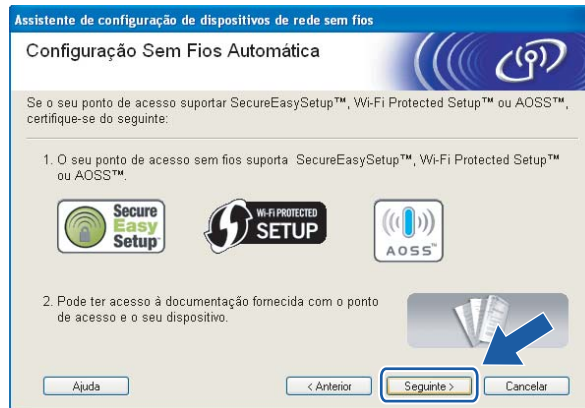 Assistente de configuração de dispositivos de rede sem fios
Configuração Sem Fios Automática
Se o seu ponto de acesso suportar SecureEasySetup™, Wi-Fi Protected Setup™ ou AOSS™,
certifique-se do seguinte:
1. O seu ponto de acesso sem fios suporta SecureEasySetup™, Wi-Fi Protected Setup™
ou AOSS™.
Secure
Easy
Setup
Wi-Fi PROTECTED
SETUP
AOSS™
2. Pode ter acesso à documentação fornecida com o ponto
de acesso e o seu dispositivo.
Ajuda
< Anterior
Seguinte >
Cancelar